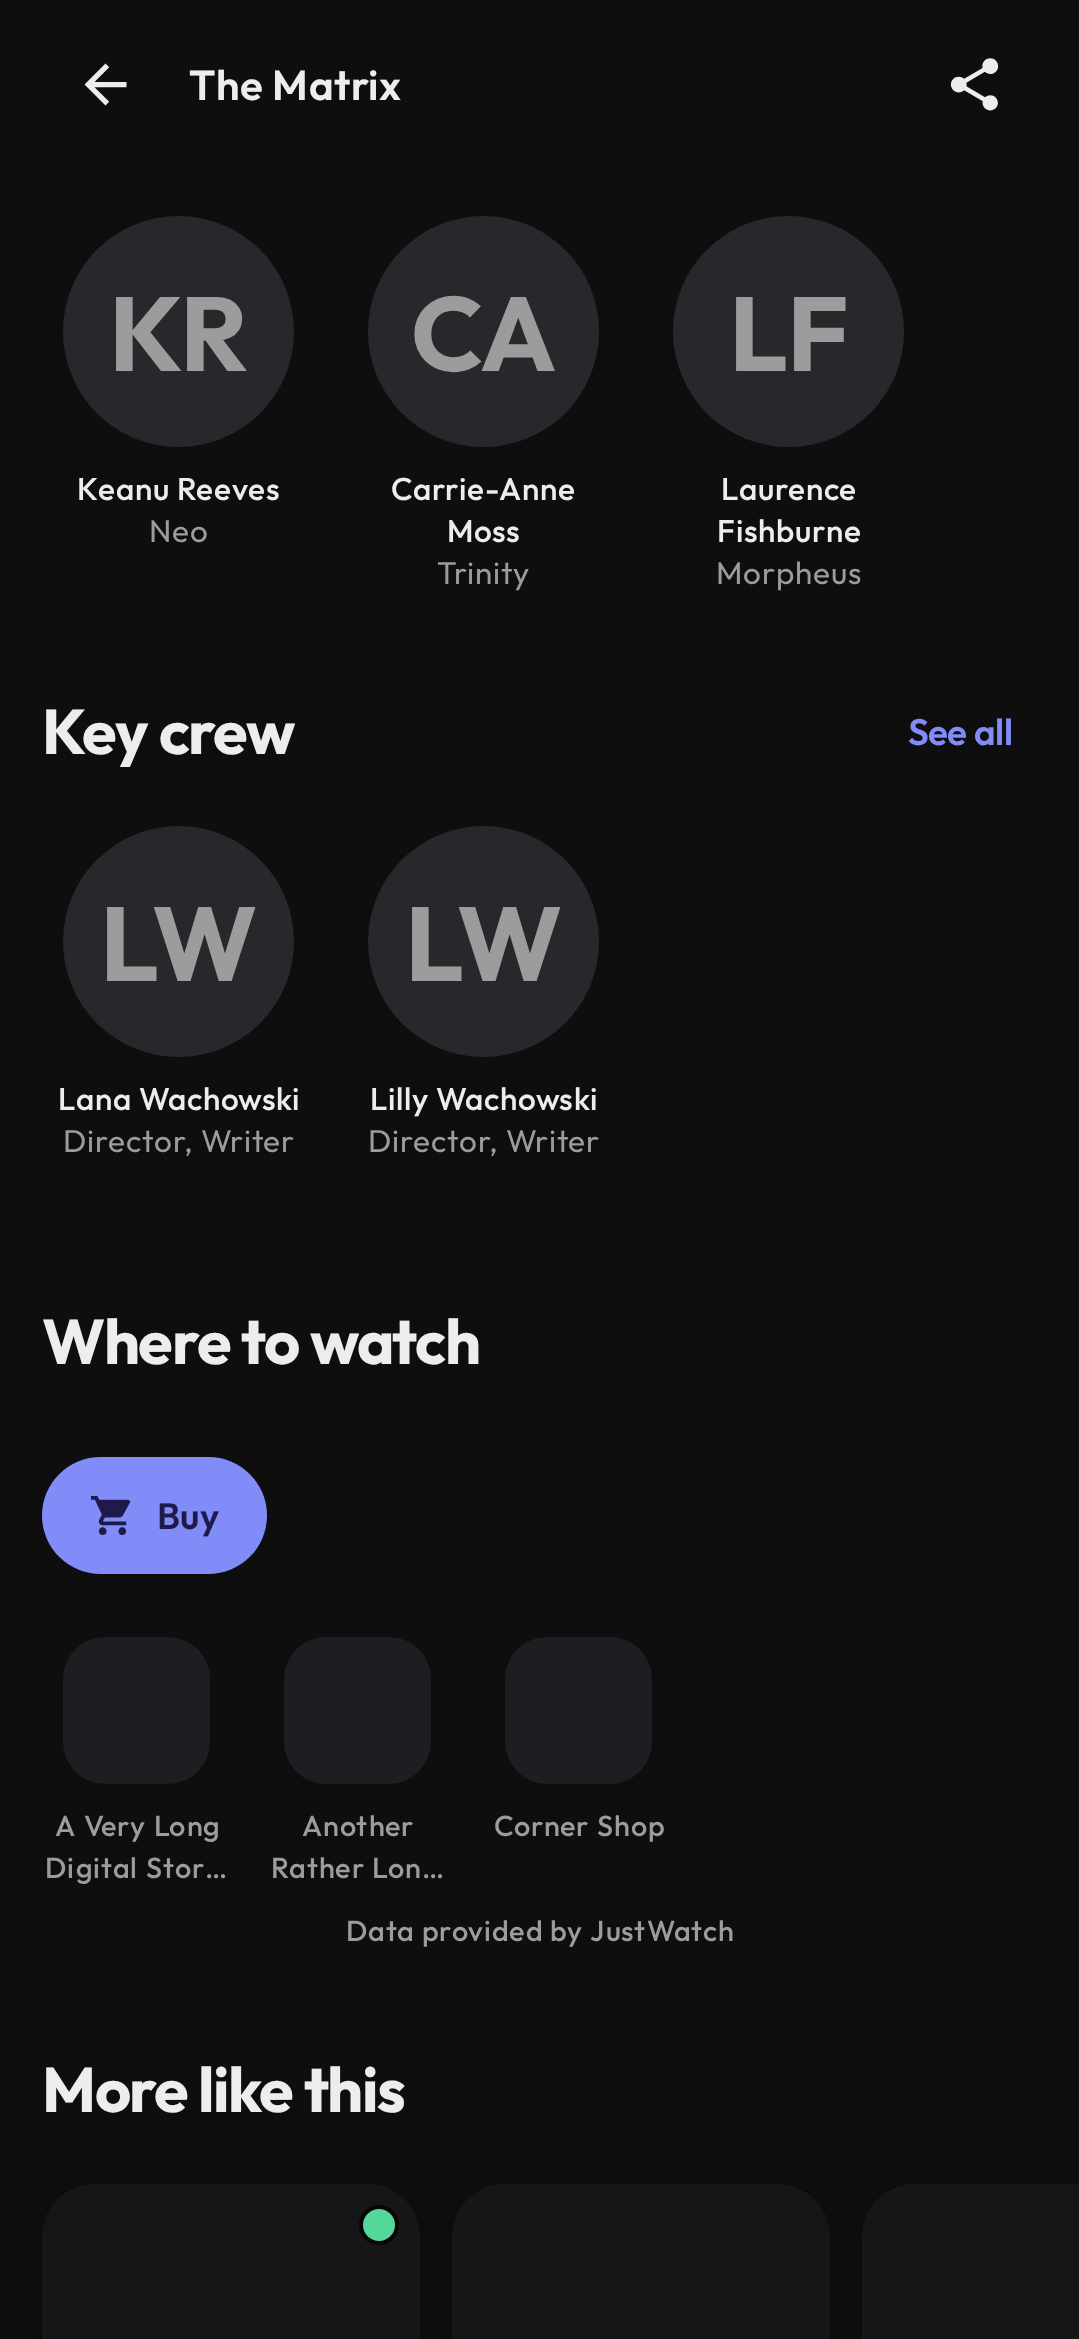 The Matrix
KR
CA
LF
Keanu Reeves
Neo
Carrie-Anne
Moss
Trinity
Laurence
Fishburne
Morpheus
Key crew
See all
LW
LW
Lana Wachowski
Director, Writer
Lilly Wachowski
Director, Writer
Where to watch
Buy
A Very Long
Digital Stor...
Another
Rather Lon...
Corner Shop
Data provided by JustWatch
More like this